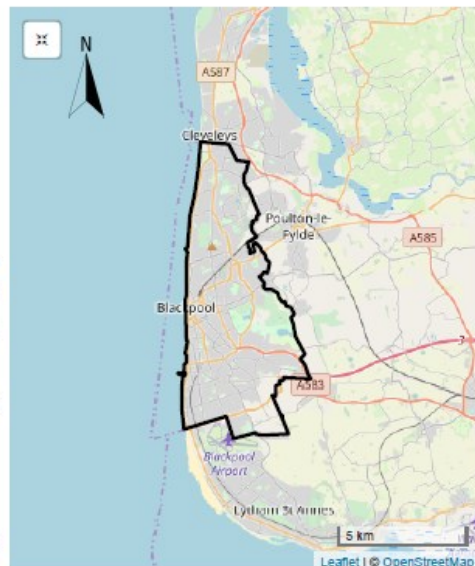 N
A587
Cleveleys
Poulton-le-
Fylde
A585
Blackpool
A583
Blackpool
Airport
Lytham St Annes
5 km
Leaflet | © OpenStreetMap